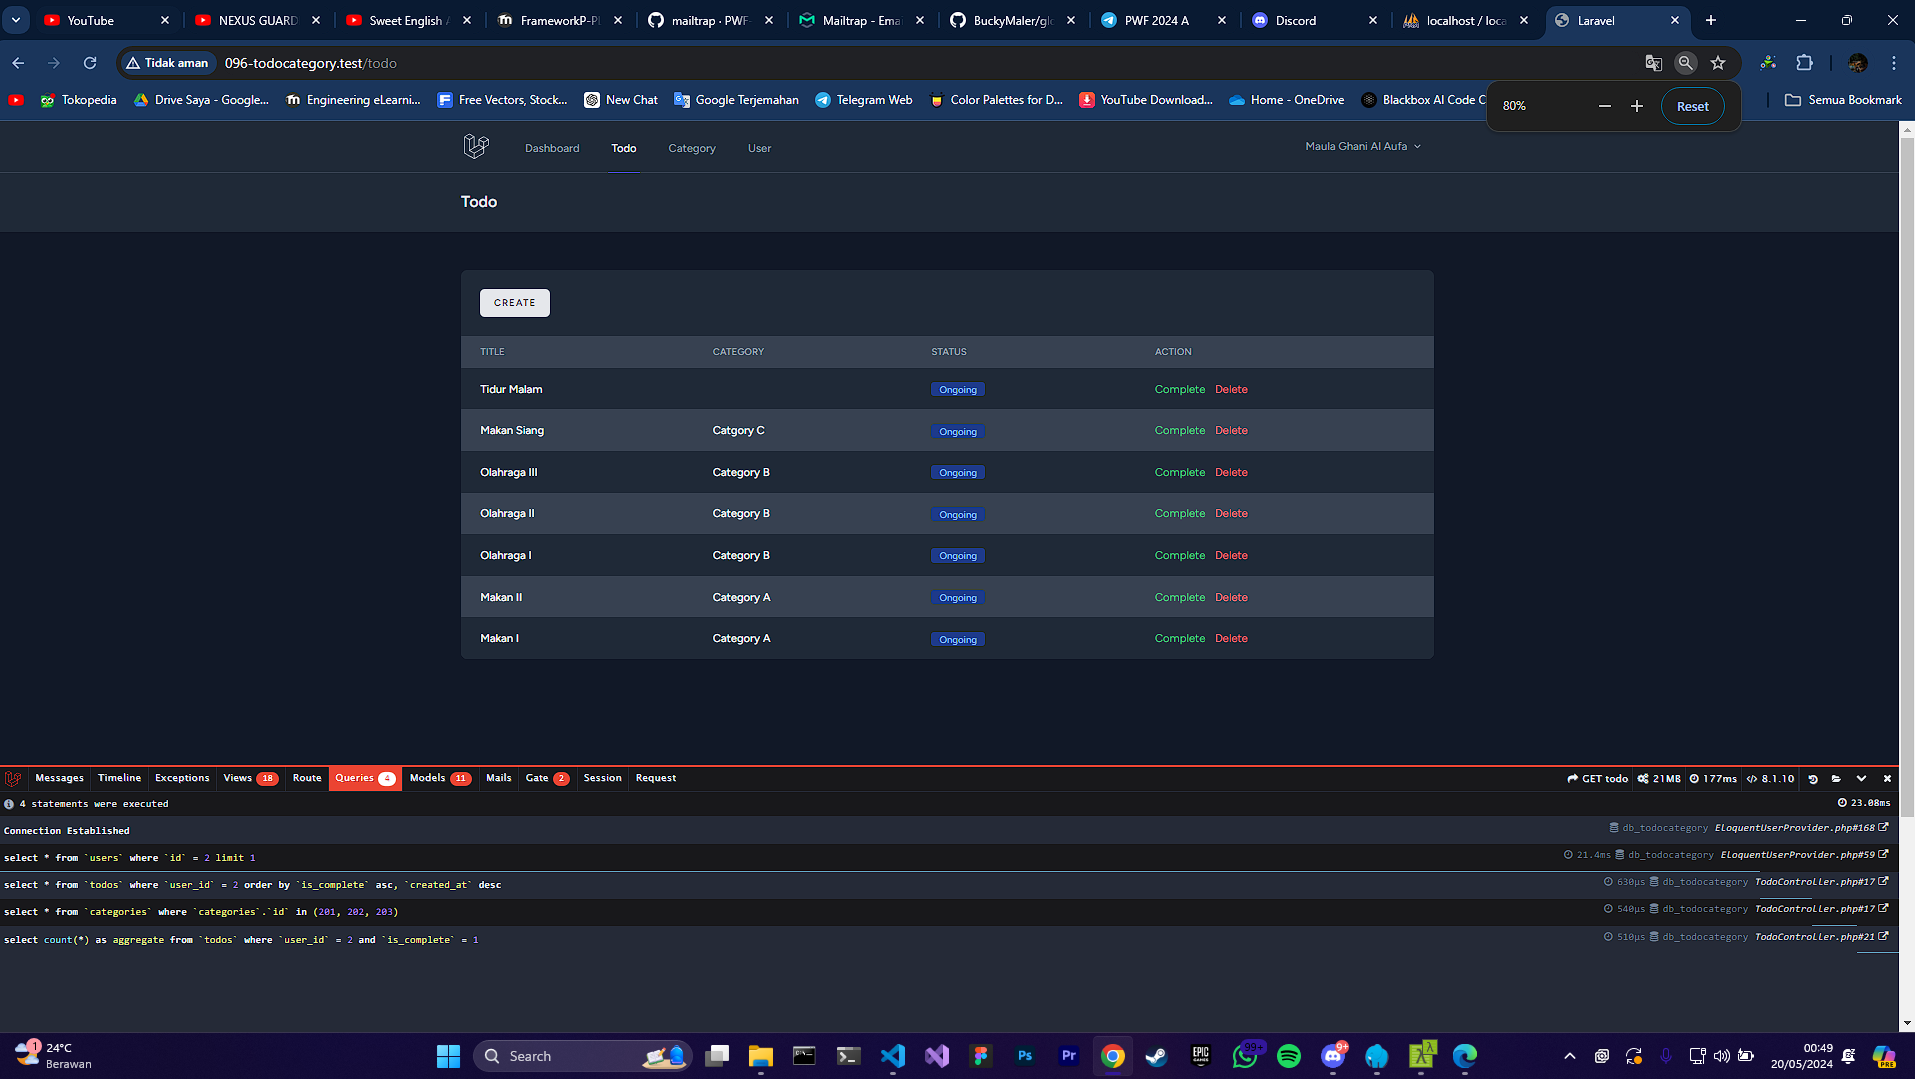 YouTube
NEXUS GUARD
Sweet English
FrameworkP-PL
mailtrap · PWF-
Mailtrap - Emai
BuckyMaler/glo
PWF 2024 A
Discord
localhost / loca
Laravel
Tidak aman
096-todocategory.test/todo
Tokopedia
Drive Saya - Google...
Engineering eLearni...
Free Vectors, Stock...
New Chat
Google Terjemahan
Telegram Web
Color Palettes for D...
YouTube Download...
Home - OneDrive
Blackbox AI Code C
Semua Bookmark
80%
Reset
Dashboard Todo Category User
Maula Ghani Al Aufa
Todo
CREATE
TITLE CATEGORY STATUS ACTION
Tidur Malam Ongoing Complete Delete
Makan Siang Catgory C Ongoing Complete Delete
Olahraga III Category B Ongoing Complete Delete
Olahraga II Category B Ongoing Complete Delete
Olahraga I Category B Ongoing Complete Delete
Makan II Category A Ongoing Complete Delete
Makan I Category A Ongoing Complete Delete
Messages Timeline Exceptions Views 18 Route Queries 4 Models 11 Mails Gate 2 Session Request GET todo 21MB 177ms 8.1.10
4 statements were executed 23.08ms
Connection Established db_todocategory EloquentUserProvider.php#168
select * from `users` where `id` = 2 limit 1 21.4ms db_todocategory EloquentUserProvider.php#59
select * from `todos` where `user_id` = 2 order by `is_complete` asc, `created_at` desc 630μs db_todocategory TodoController.php#17
select * from `categories` where `categories`.`id` in (201, 202, 203) 540μs db_todocategory TodoController.php#17
select count(*) as aggregate from `todos` where `user_id` = 2 and `is_complete` = 1 510μs db_todocategory TodoController.php#21
1
24°C
Berawan
Search
Ps
Pr
EPIC GAMES
99+
9+
00:49
20/05/2024
PRE